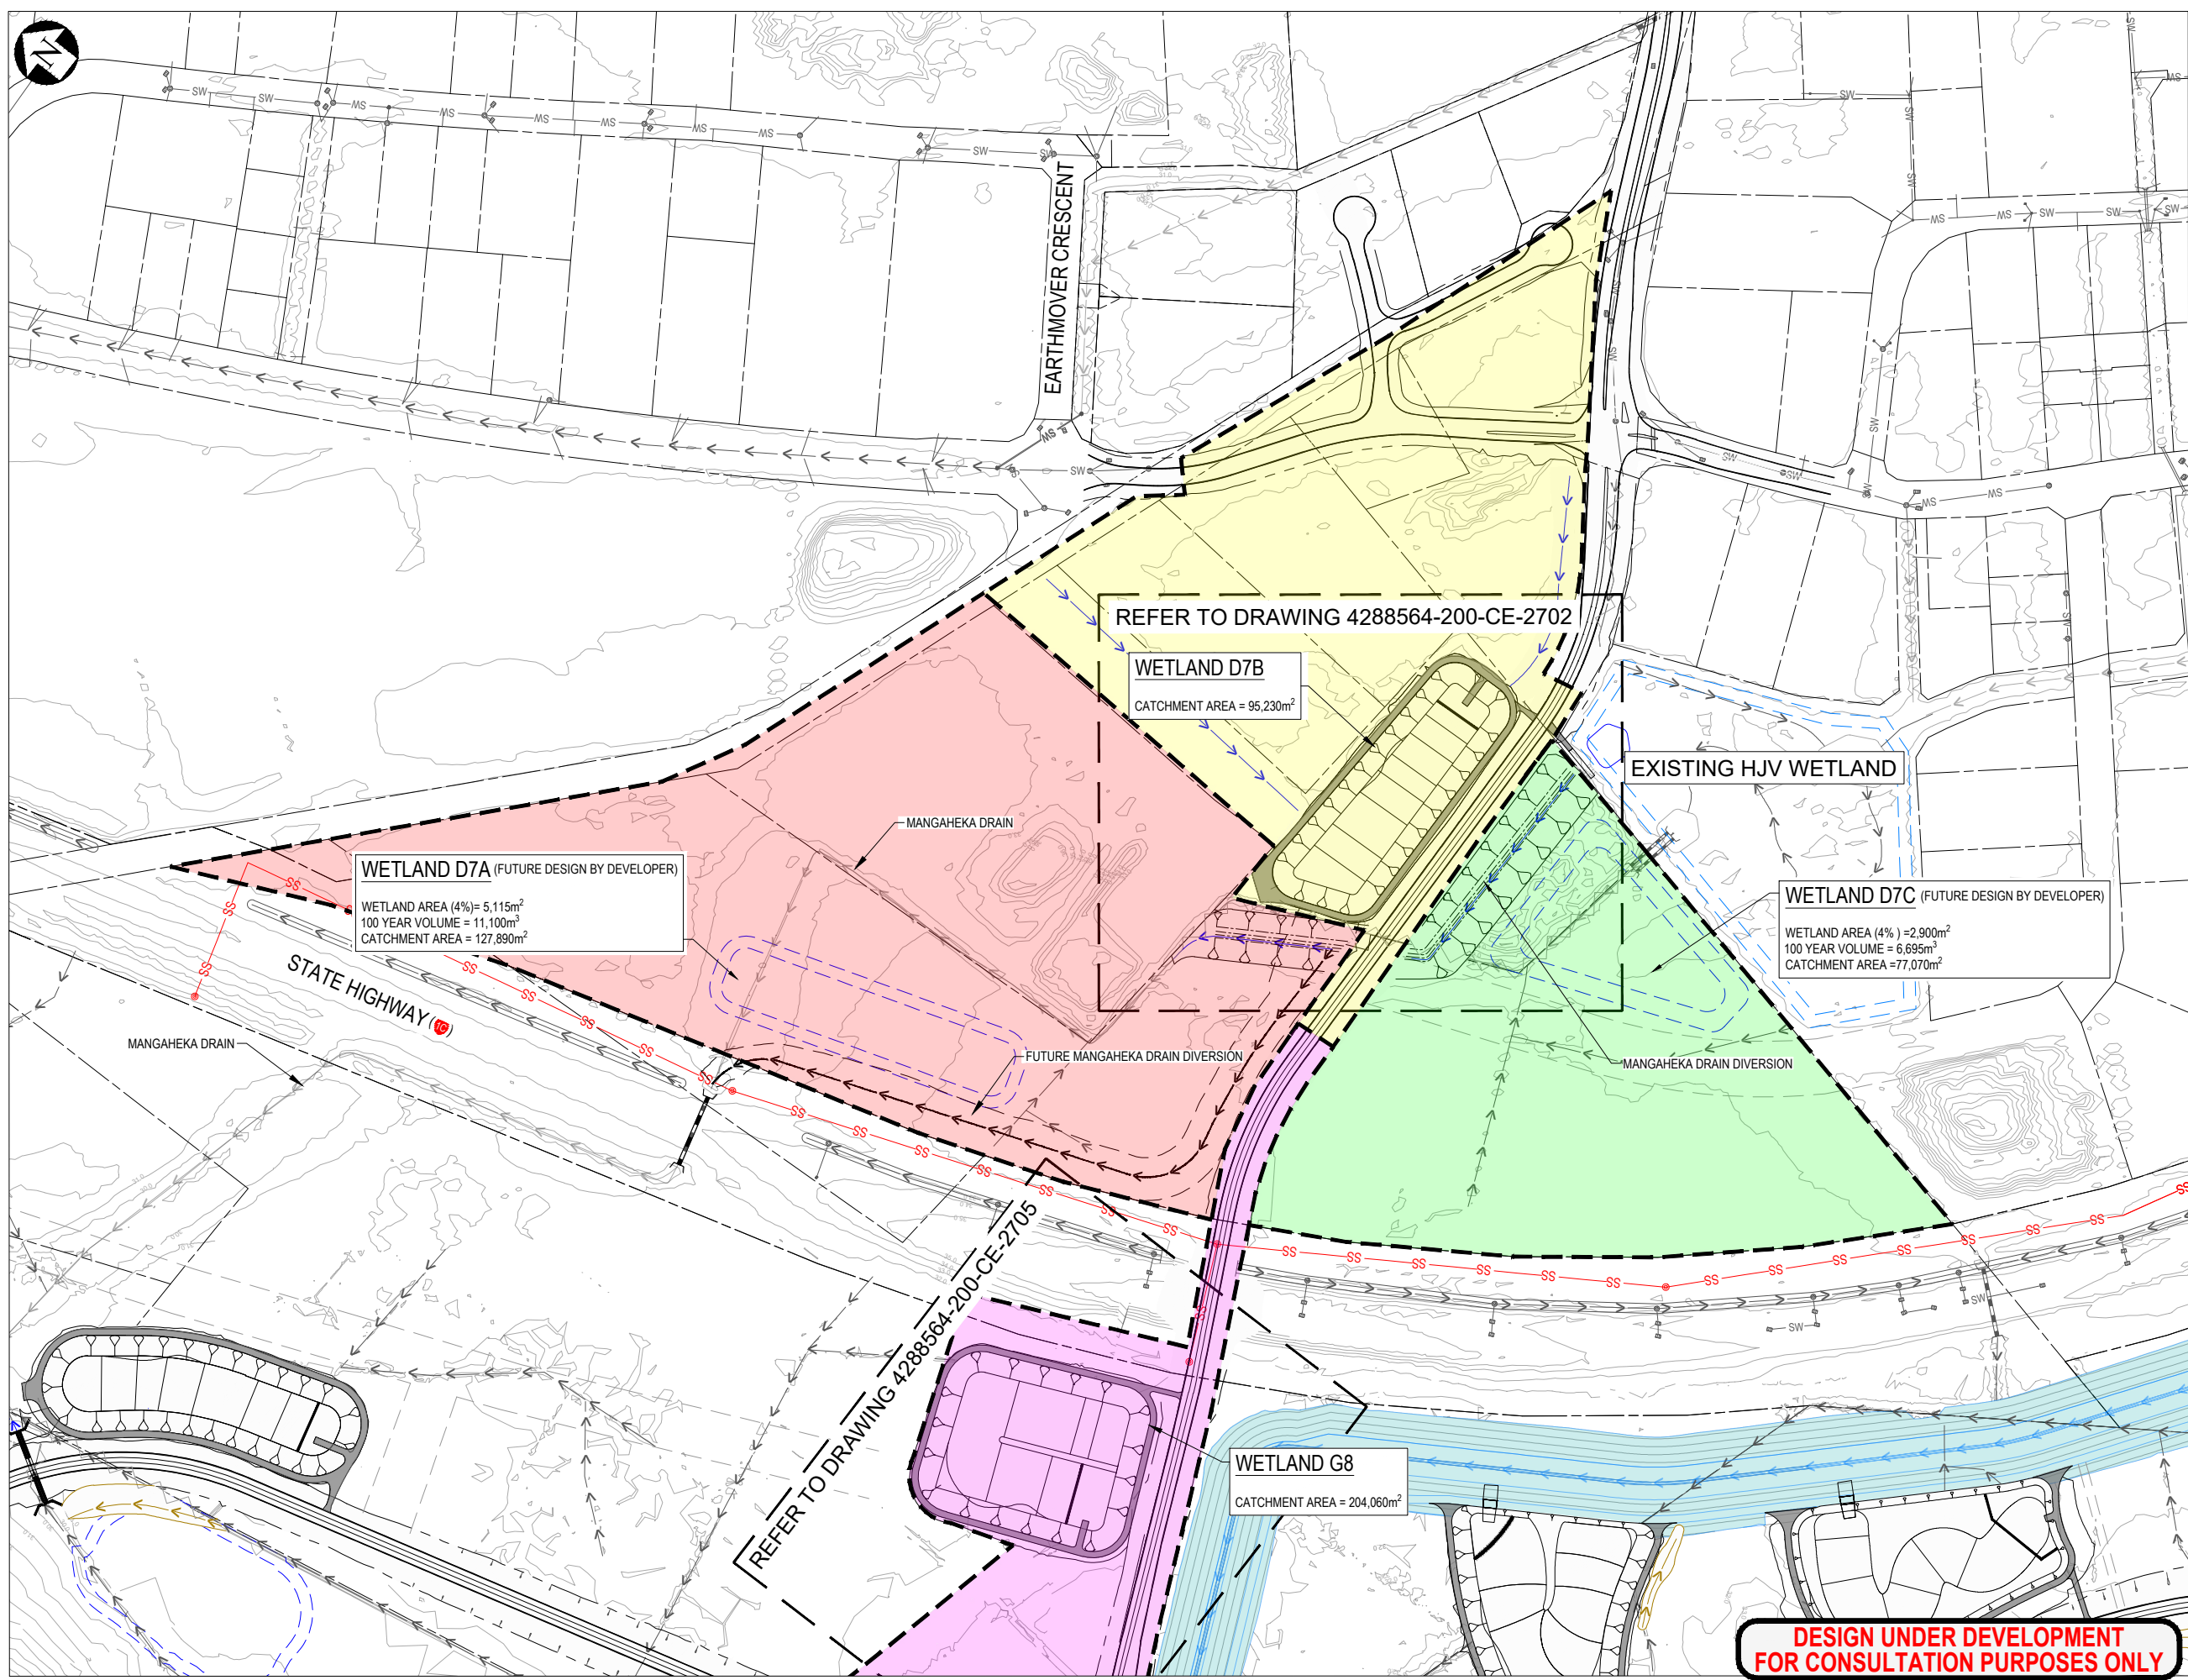 N
EARTHMOVER CRESCENT
REFER TO DRAWING 4288564-200-CE-2702
WETLAND D7B
CATCHMENT AREA = 95,230m²
EXISTING HJV WETLAND
MANGAHEKA DRAIN
WETLAND D7A (FUTURE DESIGN BY DEVELOPER)
WETLAND AREA (4%)= 5,115m²
100 YEAR VOLUME = 11,100m³
CATCHMENT AREA = 127,890m²
WETLAND D7C (FUTURE DESIGN BY DEVELOPER)
WETLAND AREA (4% ) =2,900m²
100 YEAR VOLUME = 6,695m³
CATCHMENT AREA =77,070m²
STATE HIGHWAY (1C)
MANGAHEKA DRAIN
FUTURE MANGAHEKA DRAIN DIVERSION
MANGAHEKA DRAIN DIVERSION
REFER TO DRAWING 4288564-200-CE-2705
WETLAND G8
CATCHMENT AREA = 204,060m²
DESIGN UNDER DEVELOPMENT
FOR CONSULTATION PURPOSES ONLY